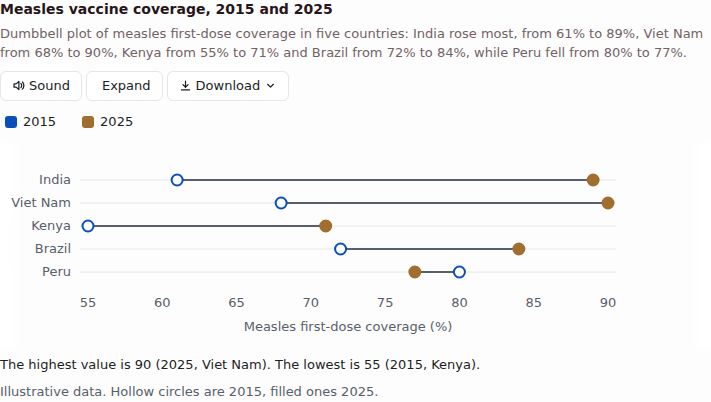 Measles vaccine coverage, 2015 and 2025
Dumbbell plot of measles first-dose coverage in five countries: India rose most, from 61% to 89%, Viet Nam
from 68% to 90%, Kenya from 55% to 71% and Brazil from 72% to 84%, while Peru fell from 80% to 77%.
Sound Expand Download
2015 2025
India
Viet Nam
Kenya
Brazil
Peru
55 60 65 70 75 80 85 90
Measles first-dose coverage (%)
The highest value is 90 (2025, Viet Nam). The lowest is 55 (2015, Kenya).
Illustrative data. Hollow circles are 2015, filled ones 2025.